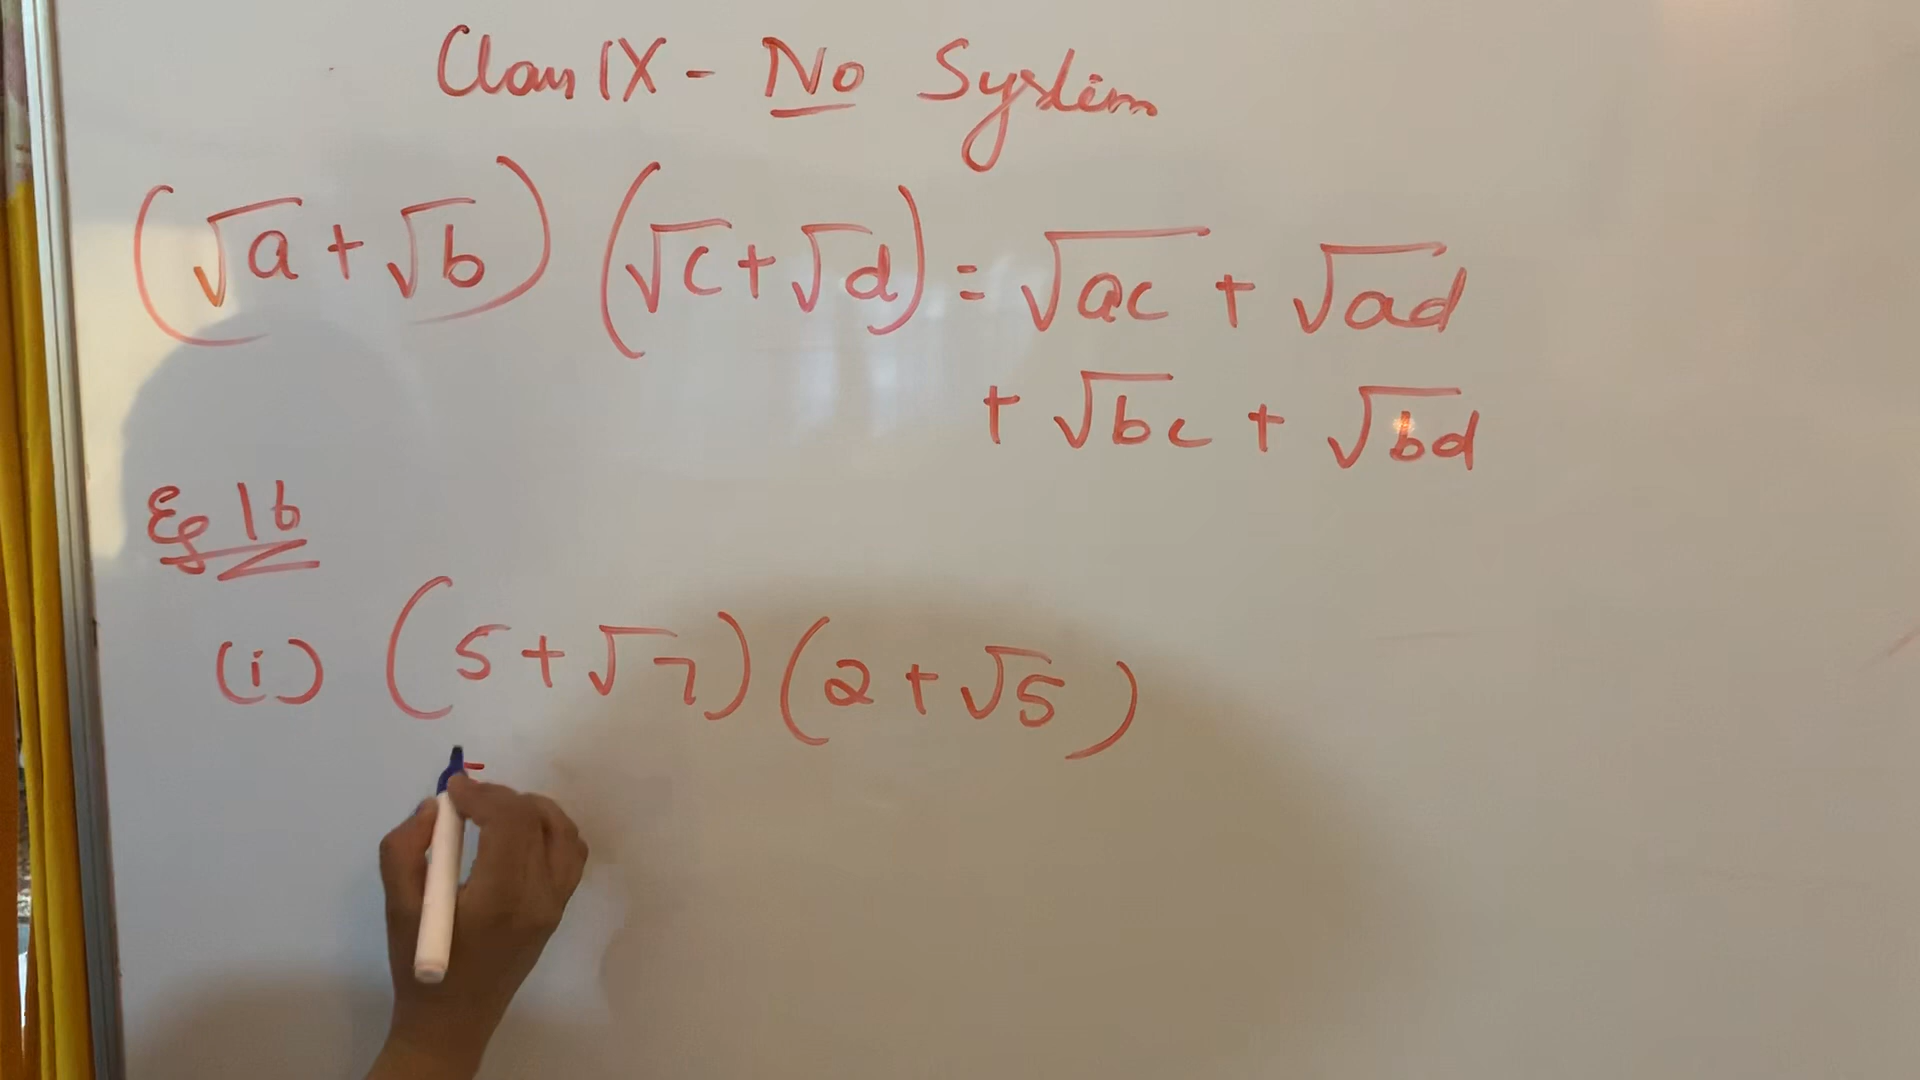 Class IX - No System
(√a + √b) (√c + √d) = √ac + √ad
+ √bc + √bd
Eg 16
(i) (5 + √7) (2 + √5)